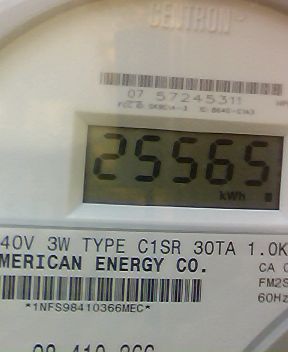 CENTRON
07 57245311
25565
kWh
40V 3W TYPE C1SR 30TA 1.0K
MERICAN ENERGY CO.
CA 0
FM2S
60Hz
*1NFS98410366MEC*